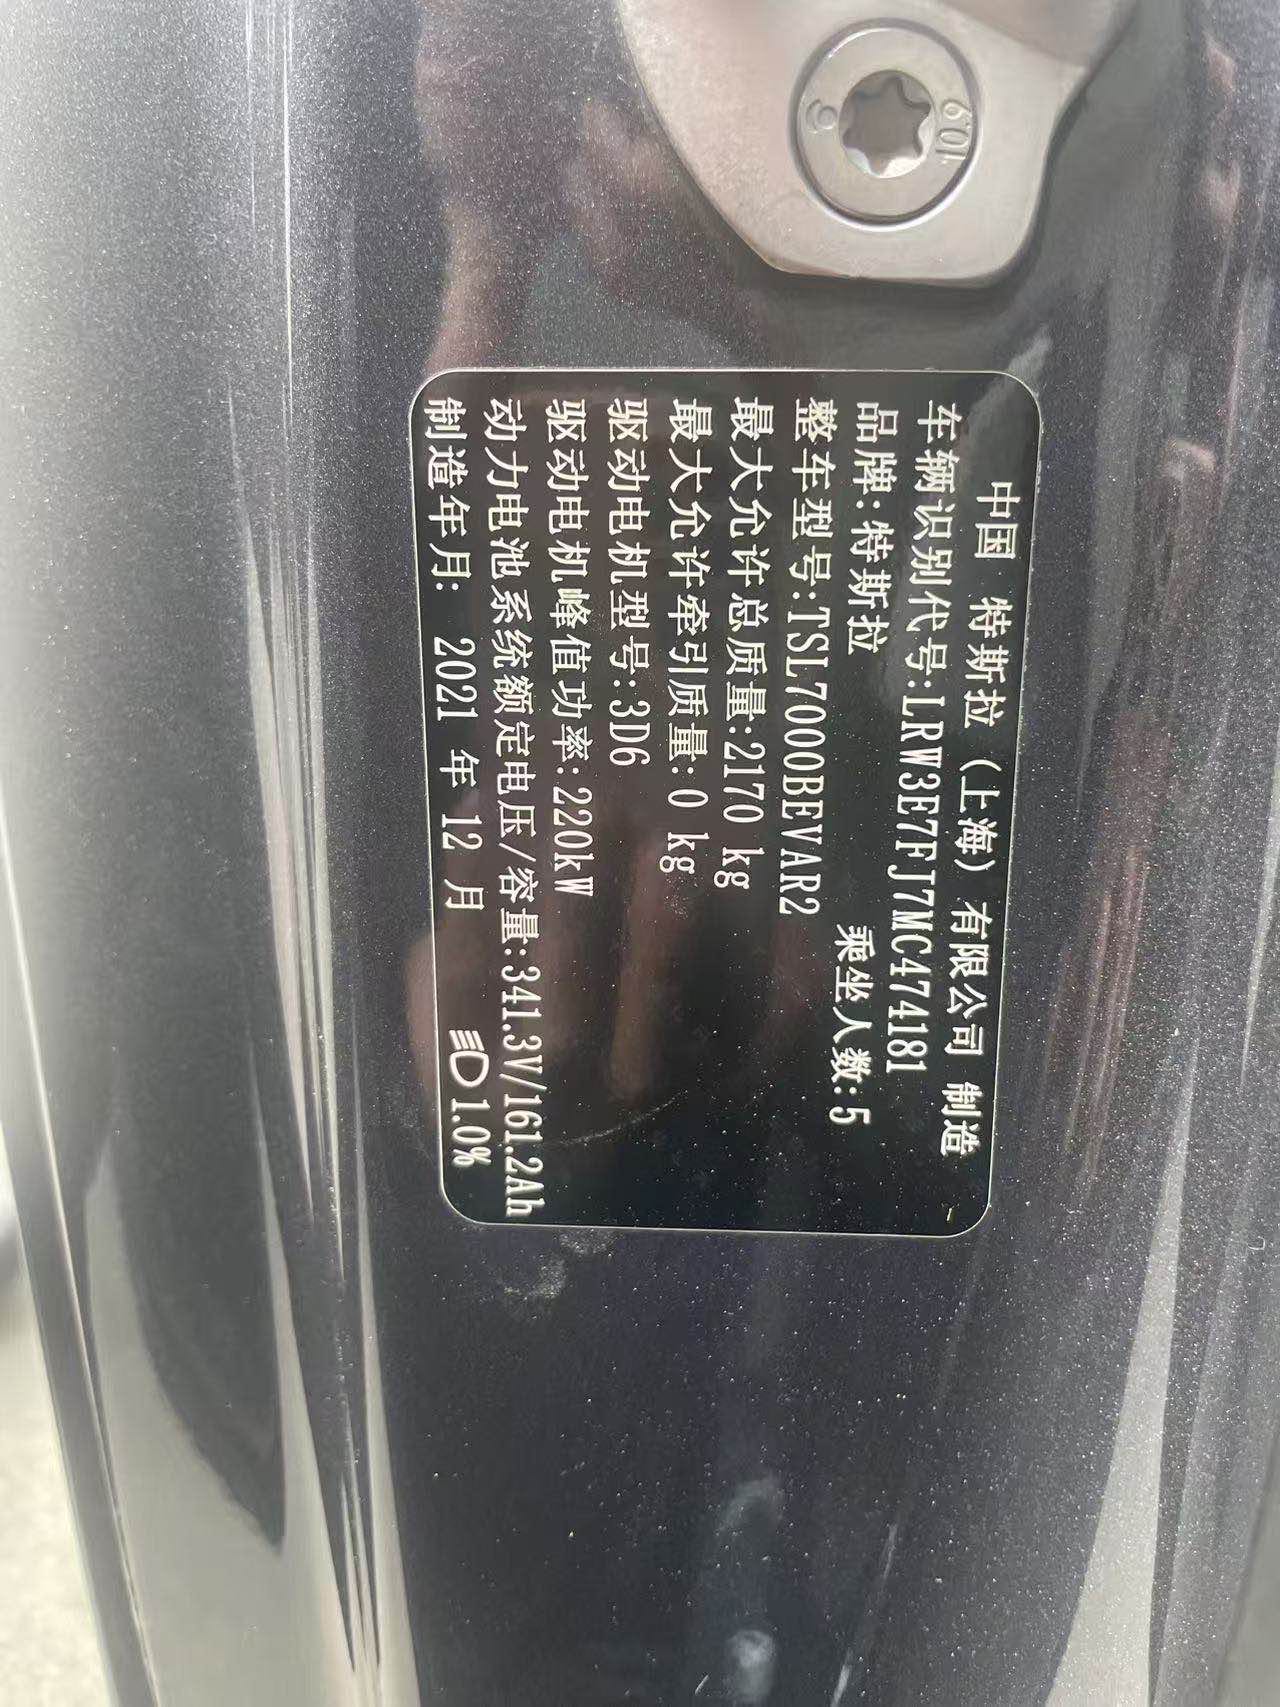 10.9
6
中国 特斯拉 (上海) 有限公司 制造
车辆识别代号:LRW3E7FJ7MC474181
品牌:特斯拉 乘坐人数:5
整车型号:TSL7000BEVAR2
最大允许总质量:2170 kg
最大允许牵引质量: 0 kg
驱动电机型号:3D6
驱动电机峰值功率:220kW
动力电池系统额定电压/容量:341.3V/161.2Ah
制造年月: 2021 年 12 月 1.0%